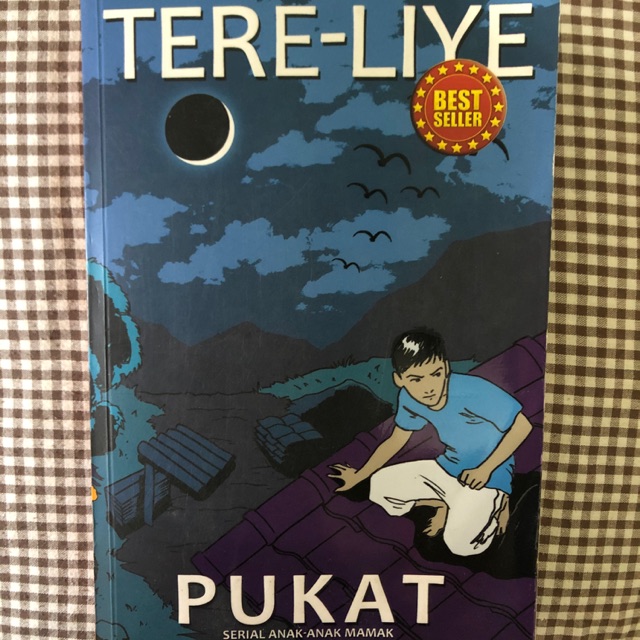 TERE-LIYE
BEST
SELLER
PUKAT
SERIAL ANAK-ANAK MAMAK